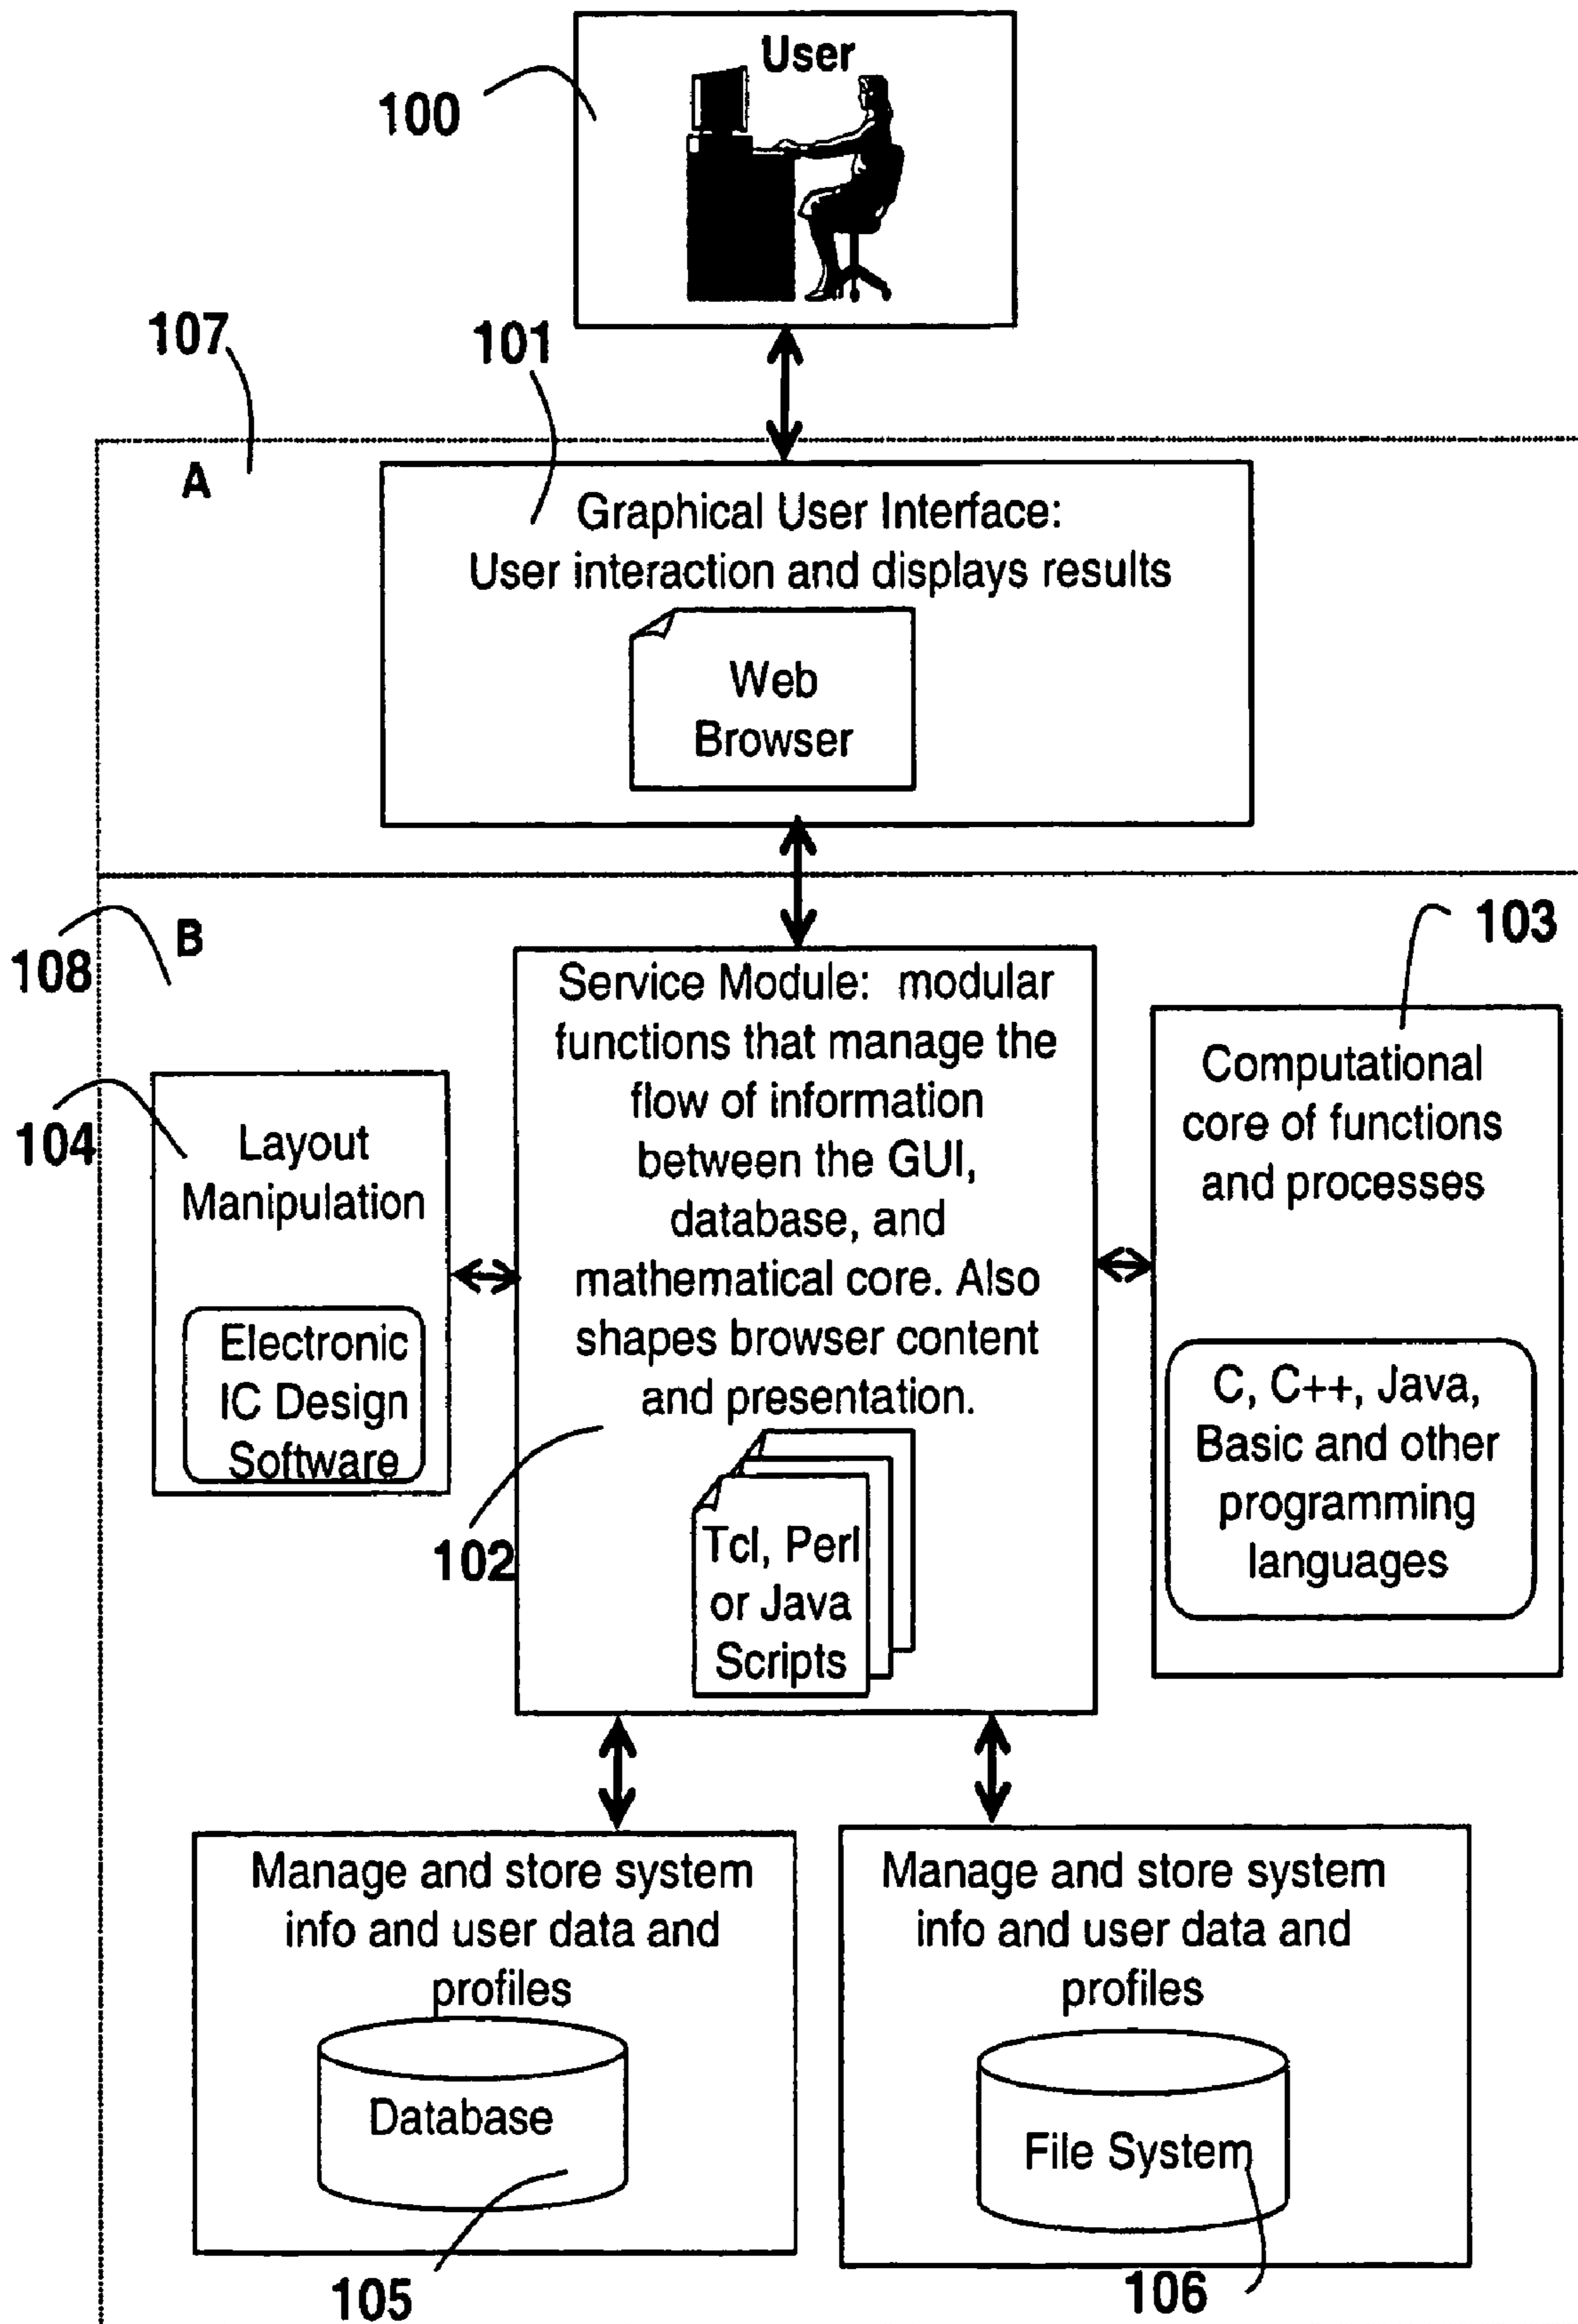 User
100
107
101
A
Graphical User Interface:
User interaction and displays results
Web
Browser
108
B
103
Service Module: modular
functions that manage the
flow of information
between the GUI,
database, and
mathematical core. Also
shapes browser content
and presentation.
Tcl, Perl
or Java
Scripts
102
104
Layout
Manipulation
Electronic
IC Design
Software
Computational
core of functions
and processes
C, C++, Java,
Basic and other
programming
languages
Manage and store system
info and user data and
profiles
Database
105
Manage and store system
info and user data and
profiles
File System
106